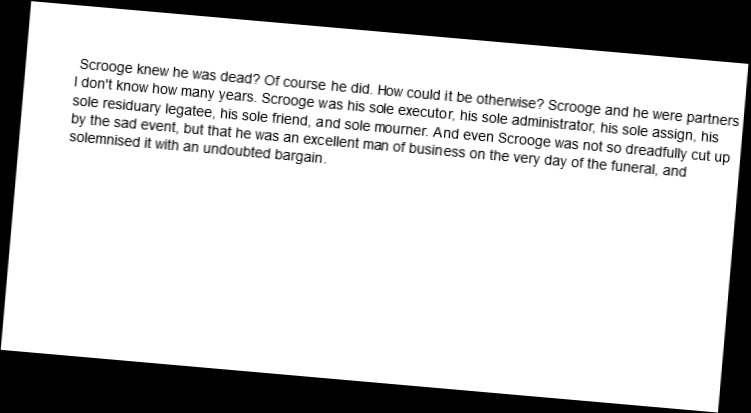 Scrooge knew he was dead? Of course he did. How could it be otherwise? Scrooge and he were partners
I don't know how many years. Scrooge was his sole executor, his sole administrator, his sole assign, his
sole residuary legatee, his sole friend, and sole mourner. And even Scrooge was not so dreadfully cut up
by the sad event, but that he was an excellent man of business on the very day of the funeral, and
solemnised it with an undoubted bargain.